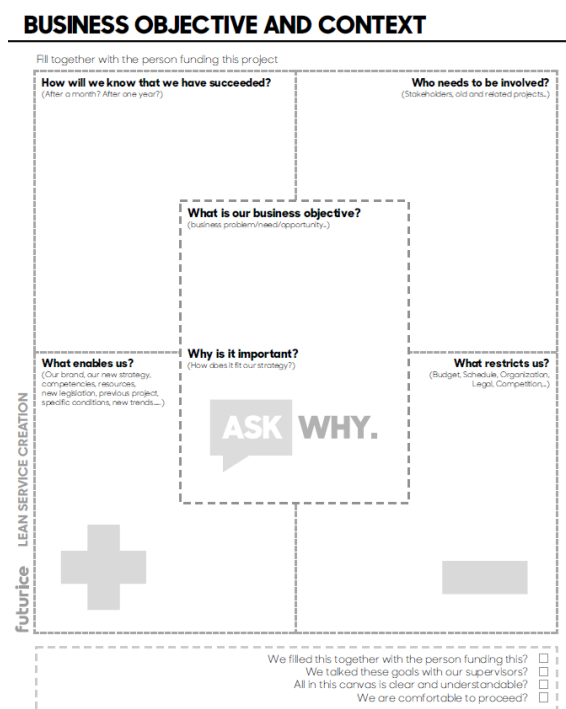 BUSINESS OBJECTIVE AND CONTEXT
Fill together with the person funding this project
How will we know that we have succeeded?
(After a month? After one year?)
Who needs to be involved?
(Stakeholders, old and related projects..)
What is our business objective?
(business problem/need/opportunity..)
Why is it important?
(How does it fit our strategy?)
ASK WHY.
What enables us?
(Our brand, our new strategy,
competencies, resources,
new legislation, previous project,
specific conditions, new trends....)
What restricts us?
(Budget, Schedule, Organization,
Legal, Competition...)
futurice LEAN SERVICE CREATION
We filled this together with the person funding this?
We talked these goals with our supervisors?
All in this canvas is clear and understandable?
We are comfortable to proceed?